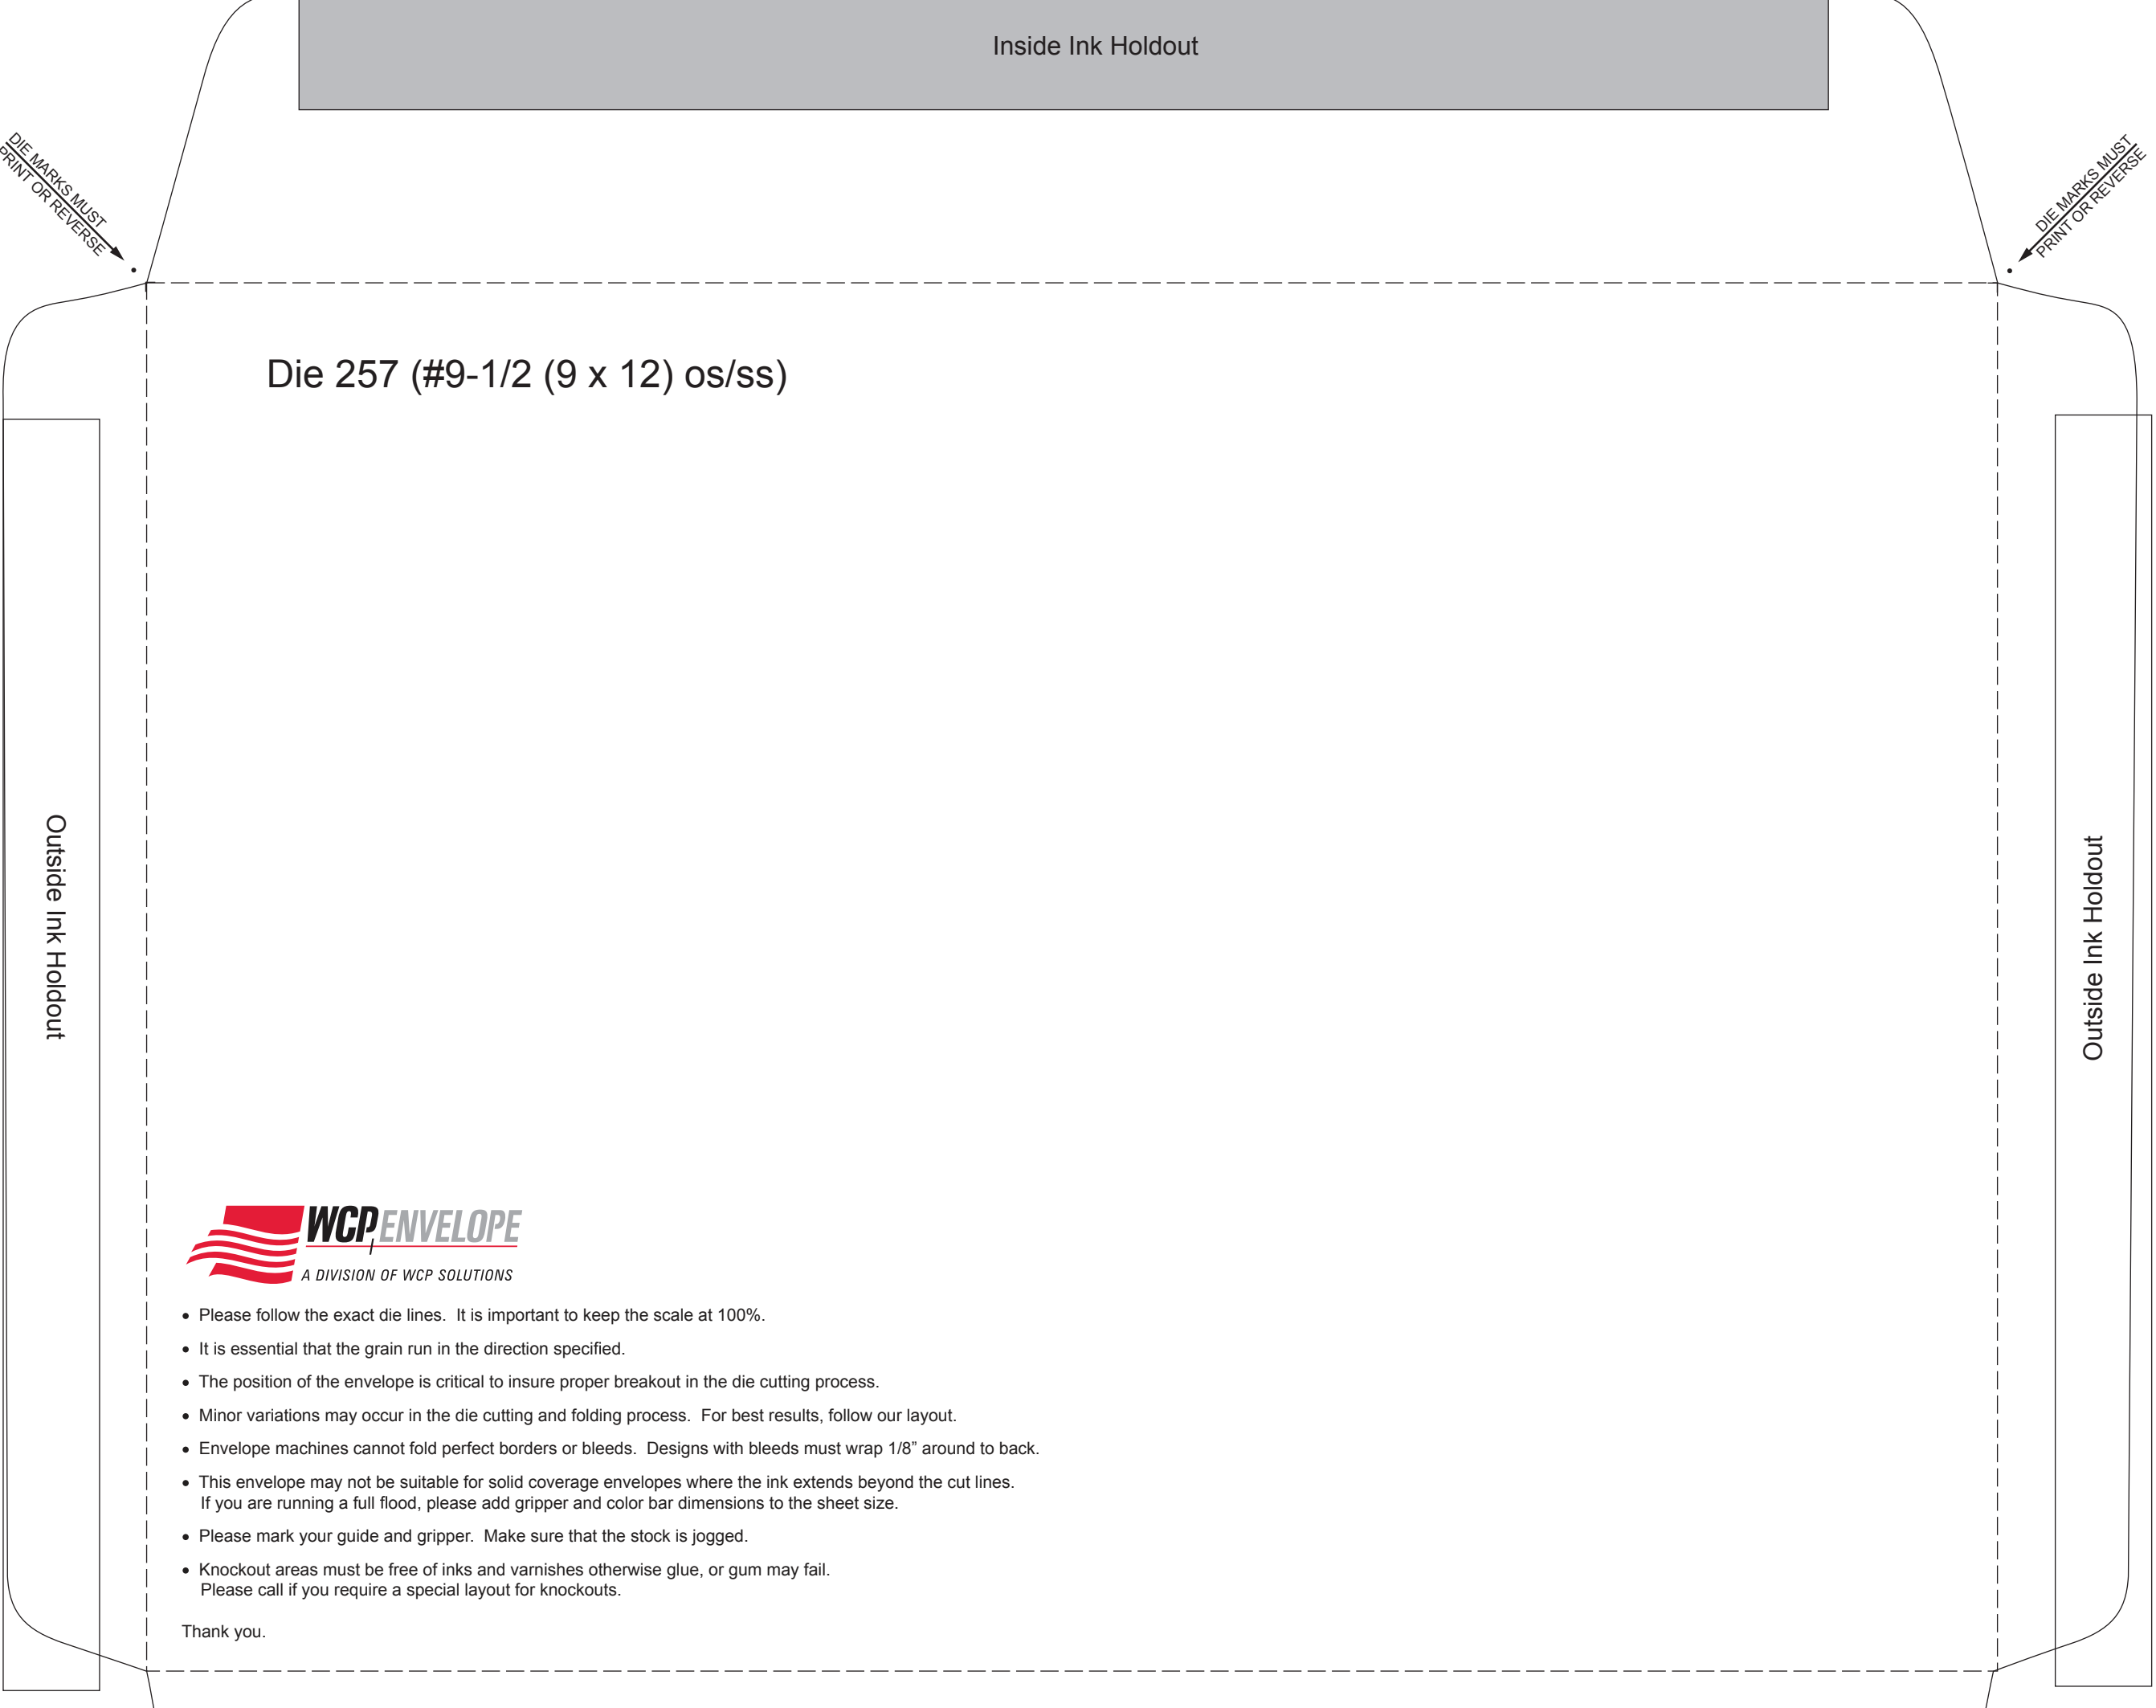 Inside Ink Holdout
DIE MARKS MUST
PRINT OR REVERSE
DIE MARKS MUST
PRINT OR REVERSE
Die 257 (#9-1/2 (9 x 12) os/ss)
Outside Ink Holdout
Outside Ink Holdout
WCP ENVELOPE
A DIVISION OF WCP SOLUTIONS
• Please follow the exact die lines.  It is important to keep the scale at 100%.
• It is essential that the grain run in the direction specified.
• The position of the envelope is critical to insure proper breakout in the die cutting process.
• Minor variations may occur in the die cutting and folding process.  For best results, follow our layout.
• Envelope machines cannot fold perfect borders or bleeds.  Designs with bleeds must wrap 1/8” around to back.
• This envelope may not be suitable for solid coverage envelopes where the ink extends beyond the cut lines.
If you are running a full flood, please add gripper and color bar dimensions to the sheet size.
• Please mark your guide and gripper.  Make sure that the stock is jogged.
• Knockout areas must be free of inks and varnishes otherwise glue, or gum may fail.
Please call if you require a special layout for knockouts.
Thank you.